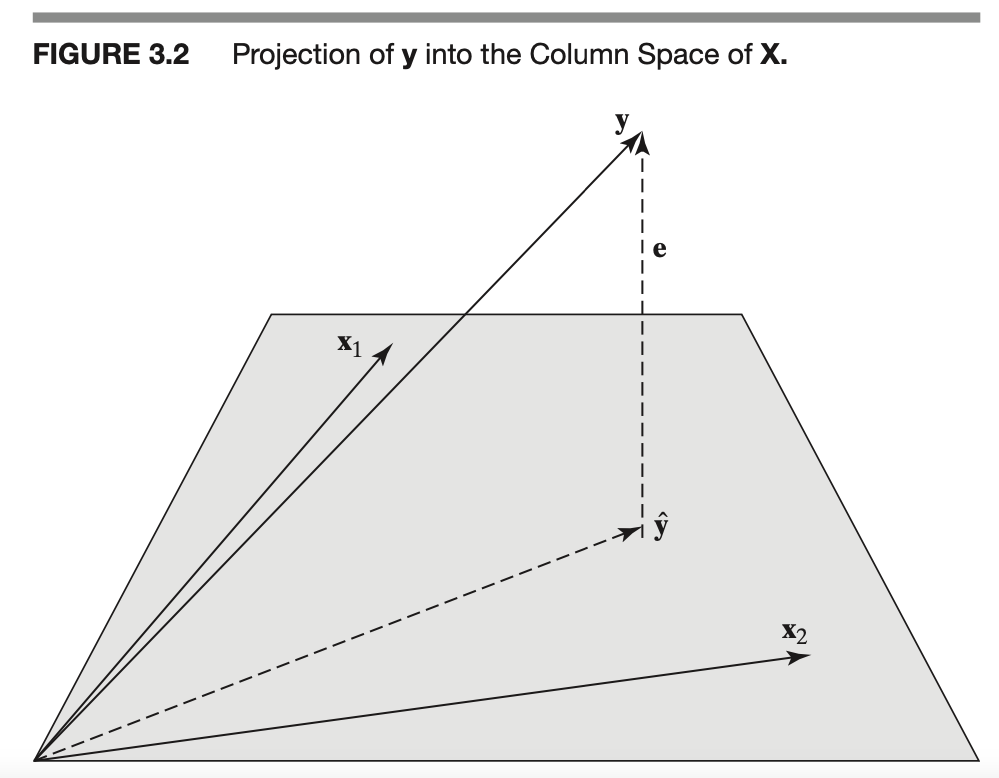 FIGURE 3.2 Projection of y into the Column Space of X.
y
e
x₁
ŷ
x₂